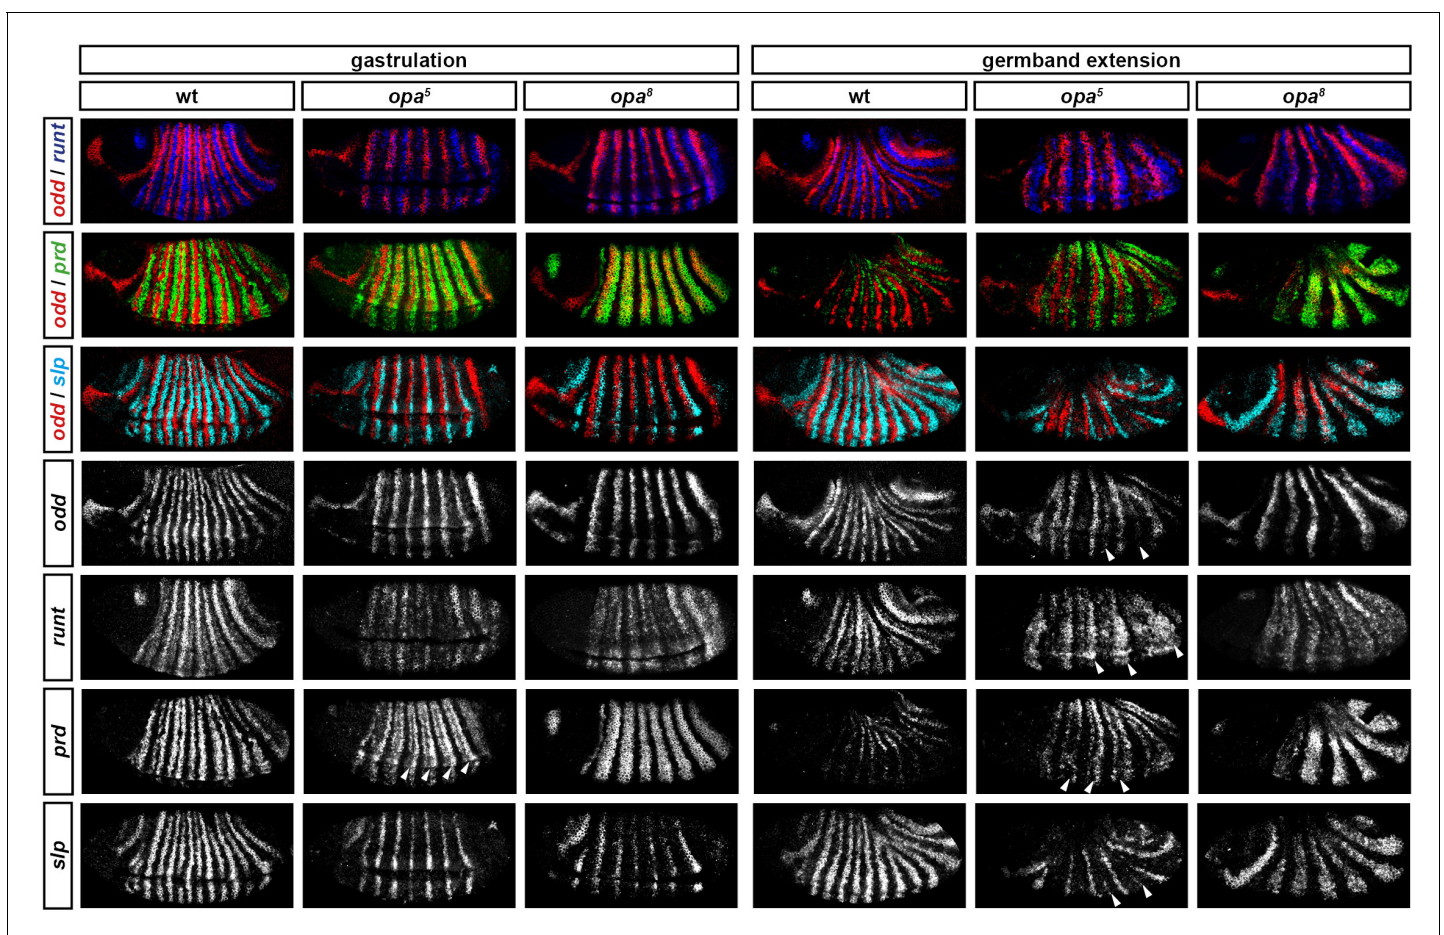 gastrulation germband extension
wt opa5 opa8 wt opa5 opa8
odd / runt
odd / prd
odd / slp
odd
runt
prd
slp